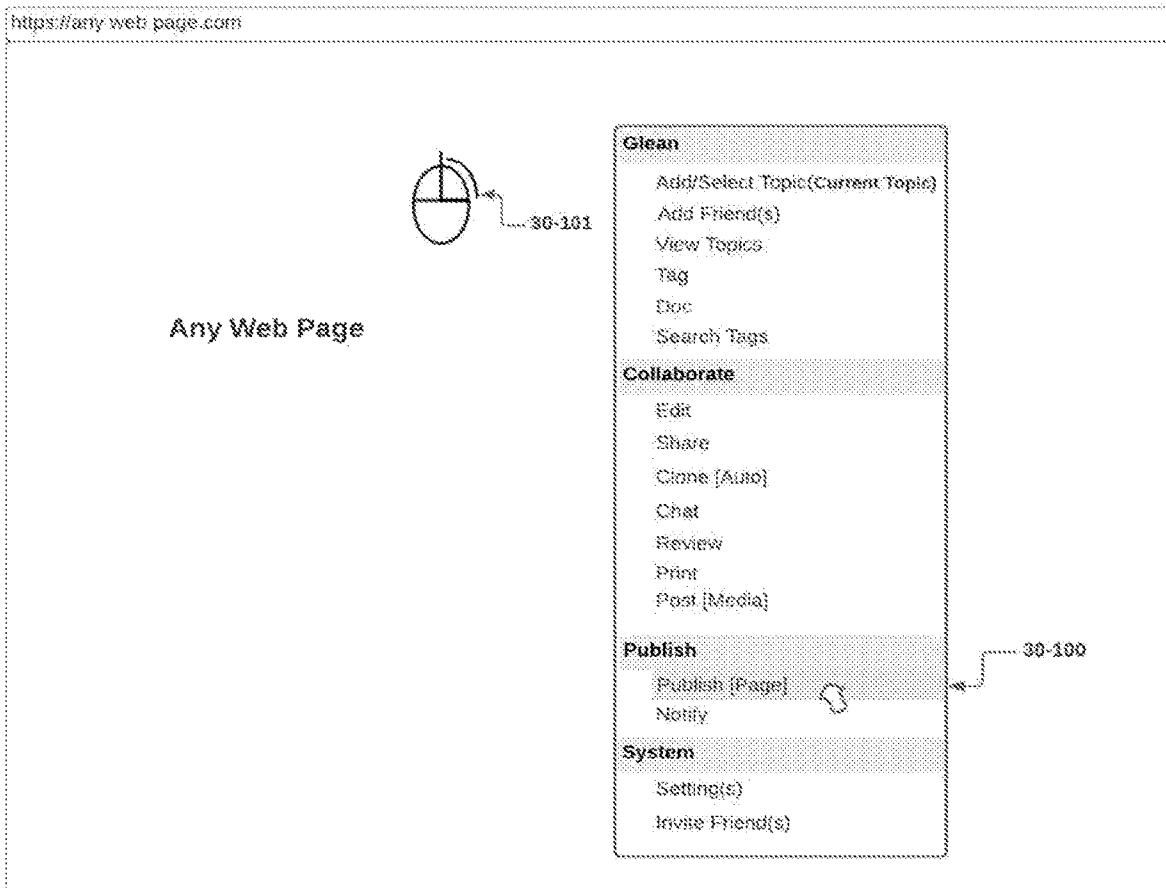 https://any web page.com
30-101
Any Web Page
Glean
Add/Select Topic(Current Topic)
Add Friend(s)
View Topics
Tag
Doc
Search Tags
Collaborate
Edit
Share
Clone [Auto]
Chat
Review
Print
Post [Media]
Publish
30-100
Publish [Page]
Notify
System
Setting(s)
Invite Friend(s)